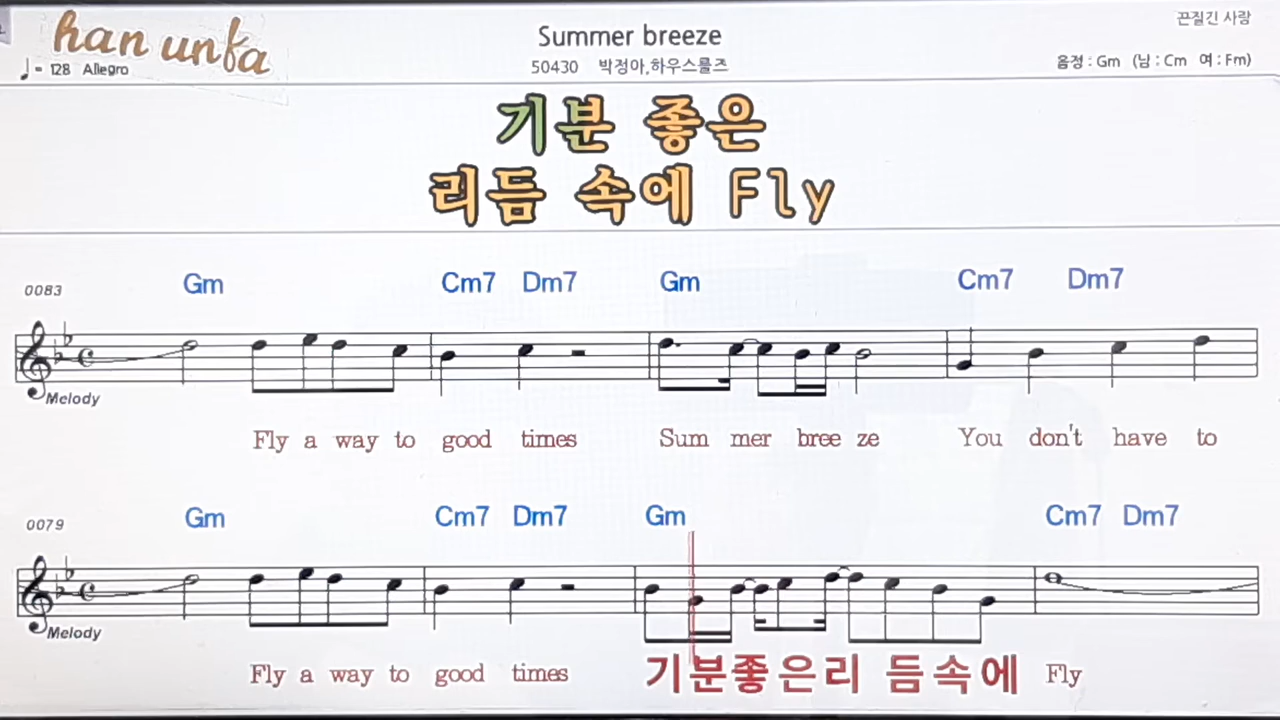 han unfa
끈질긴 사람
Summer breeze
♩= 128 Allegro
50430 박정아,하우스룰즈
음정 : Gm (남 : Cm 여 : Fm)
기분 좋은
리듬 속에 Fly
0083
Gm Cm7 Dm7 Gm Cm7 Dm7
Melody
Fly a way to good times Sum mer bree ze You don't have to
0079
Gm Cm7 Dm7 Gm Cm7 Dm7
Melody
Fly a way to good times 기분좋은리 듬속에 Fly